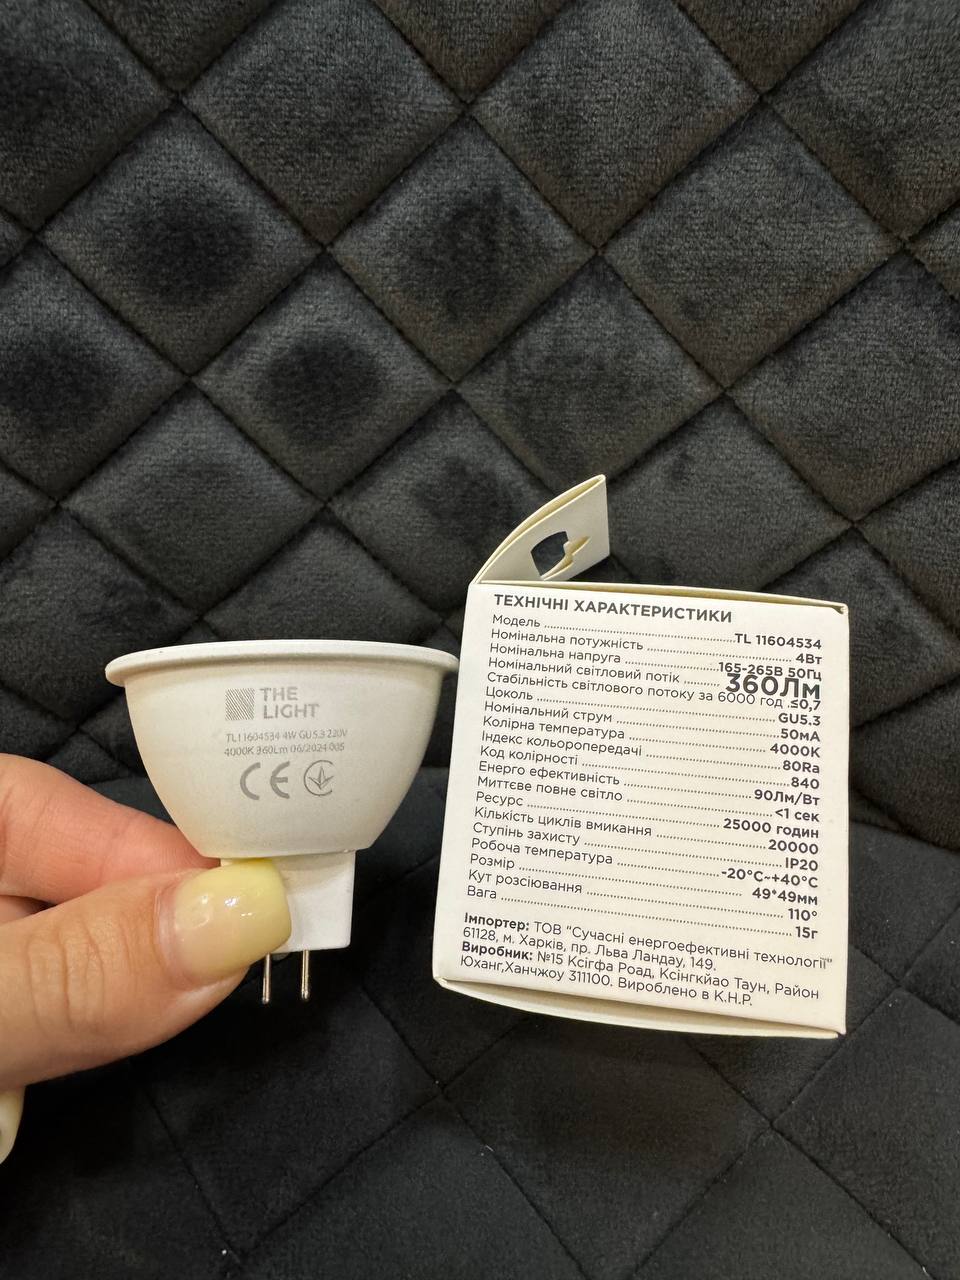 THE
LIGHT
TL11604534 4W GU5.3 220V
4000K 360Lm 06/2024 005
CE
ТЕХНІЧНІ ХАРАКТЕРИСТИКИ
Модель ........ TL 11604534
Номінальна потужність ........ 4Вт
Номінальна напруга ........ 165-265В 50Гц
Номінальний світловий потік ........ 360Лм
Стабільність світлового потоку за 6000 год . ≤0,7
Цоколь ........ GU5.3
Номінальний струм ........ 50мА
Колірна температура ........ 4000K
Індекс кольоропередачі ........ 80Ra
Код колірності ........ 840
Енерго ефективність ........ 90Лм/Вт
Миттєве повне світло ........ <1 сек
Ресурс ........ 25000 годин
Кількість циклів вмикання ........ 20000
Ступінь захисту ........ IP20
Робоча температура ........ -20°C~+40°C
Розмір ........ 49*49мм
Кут розсіювання ........ 110°
Вага ........ 15г
Імпортер: ТОВ "Сучасні енергоефективні технології"
61128, м. Харків, пр. Льва Ландау, 149.
Виробник: №15 Ксігфа Роад, Ксінгкйао Таун, Район
Юханг,Ханчжоу 311100. Вироблено в К.Н.Р.